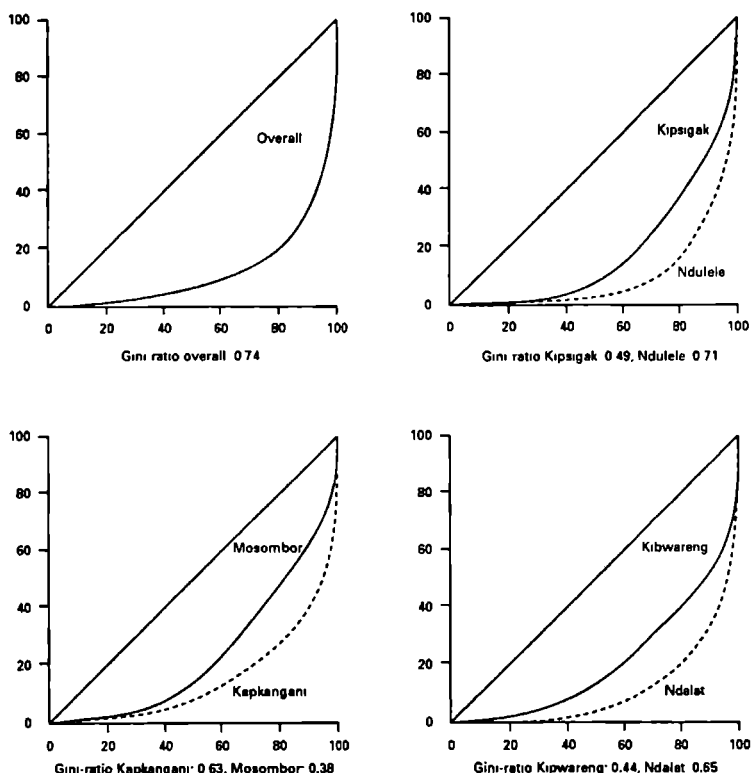 100
80
60
40
20
0
Overall
0 20 40 60 80 100
Gini ratio overall 0 74
100
80
60
40
20
0
Kipsigak
Ndulele
0 20 40 60 80 100
Gini ratio Kipsigak 0 49, Ndulele 0 71
100
80
60
40
20
0
Mosombor
Kapkangani
0 20 40 60 80 100
Gini-ratio Kapkangani· 0 63, Mosombor 0.38
100
80
60
40
20
0
Kibwareng
Ndalat
0 20 40 60 80 100
Gini-ratio Kipwareng· 0.44, Ndalat 0.65